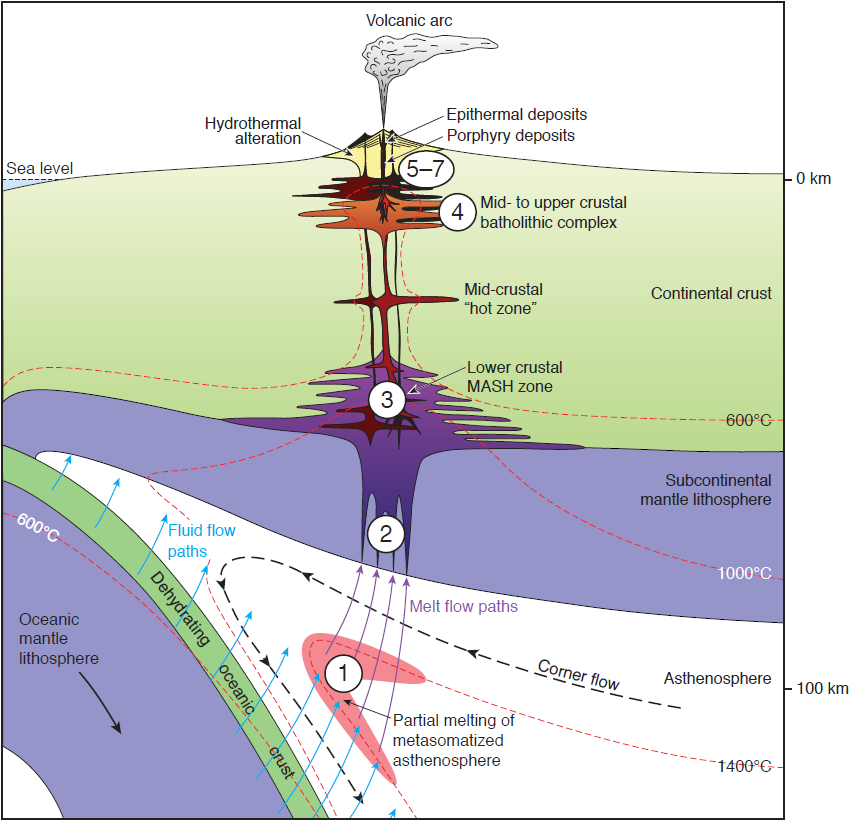 Volcanic arc
Epithermal deposits
Porphyry deposits
Hydrothermal
alteration
Sea level
5–7
0 km
4
Mid- to upper crustal
batholithic complex
Mid-crustal
“hot zone”
Continental crust
Lower crustal
MASH zone
3
600°C
Subcontinental
mantle lithosphere
600°C
Fluid flow
paths
2
1000°C
Dehydrating
oceanic
crust
Melt flow paths
Oceanic
mantle
lithosphere
Corner flow
Asthenosphere
1
100 km
Partial melting of
metasomatized
asthenosphere
1400°C